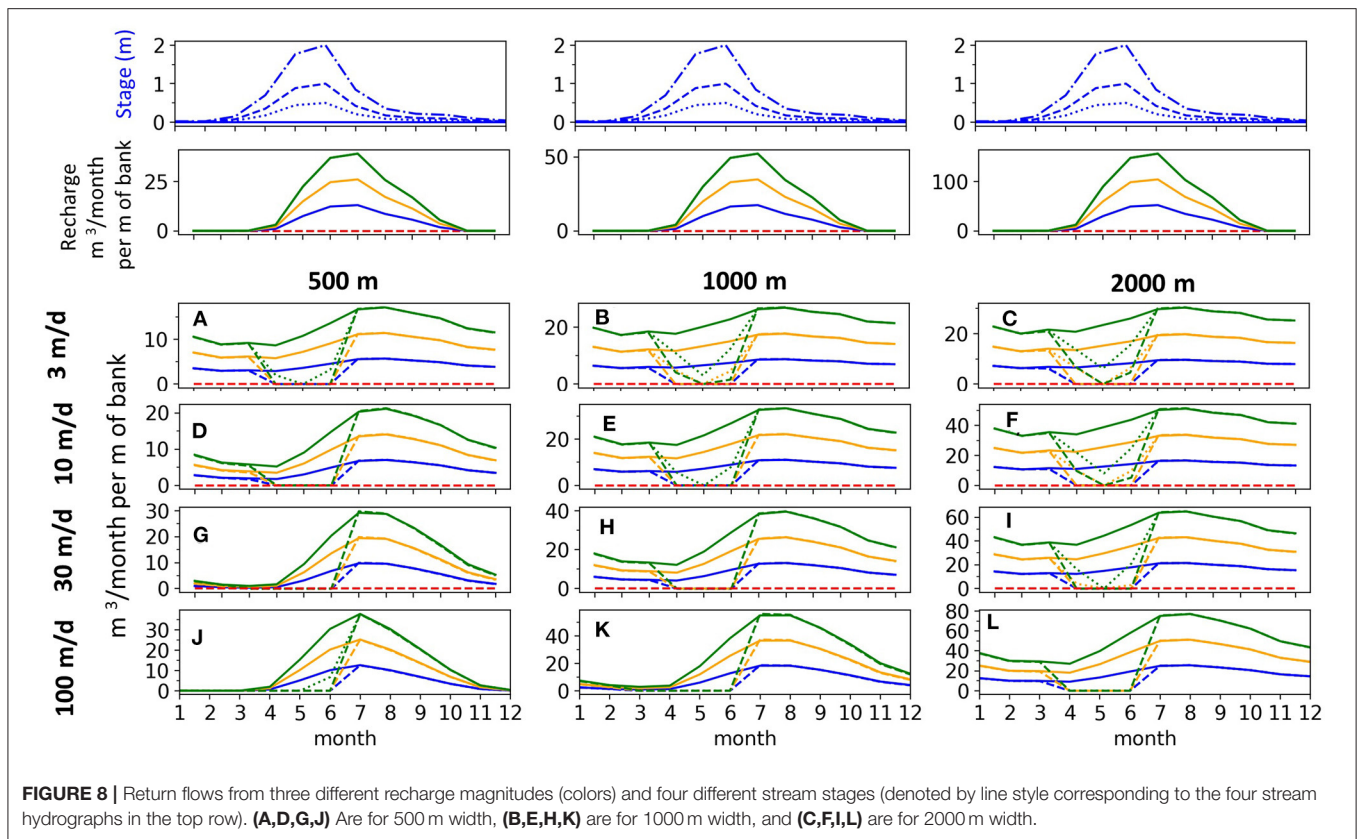 Stage (m)
2
1
0
2
1
0
2
1
0
Recharge
m³/month
per m of bank
25
0
50
25
0
100
0
500 m
1000 m
2000 m
3 m/d
A
10
0
B
20
0
C
20
0
10 m/d
m³/month per m of bank
D
20
10
0
E
20
0
F
40
20
0
30 m/d
G
30
20
10
0
H
40
20
0
I
60
40
20
0
100 m/d
J
30
20
10
0
K
40
20
0
L
80
60
40
20
0
1 2 3 4 5 6 7 8 9 10 11 12
1 2 3 4 5 6 7 8 9 10 11 12
1 2 3 4 5 6 7 8 9 10 11 12
month
month
month
FIGURE 8 | Return flows from three different recharge magnitudes (colors) and four different stream stages (denoted by line style corresponding to the four stream
hydrographs in the top row). (A,D,G,J) Are for 500 m width, (B,E,H,K) are for 1000 m width, and (C,F,I,L) are for 2000 m width.